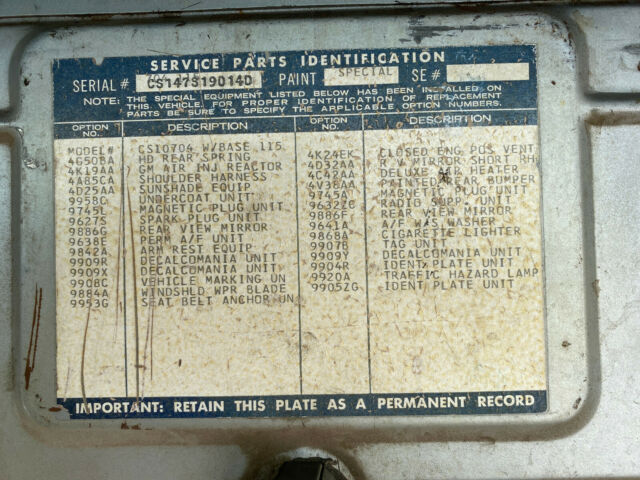 SERVICE PARTS IDENTIFICATION
SERIAL # CS147S19014D PAINT SPECIAL SE#
NOTE: THE SPECIAL EQUIPMENT LISTED BELOW HAS BEEN INSTALLED ON
THIS VEHICLE. FOR PROPER IDENTIFICATION OF REPLACEMENT
PARTS BE SURE TO SPECIFY THE APPLICABLE OPTION NUMBERS.
OPTION NO. DESCRIPTION
MODEL# CS10704 W/BASE 115
4G50BA HD REAR SPRING
4K19AA GM AIR INJ REACTOR
4A85CA SHOULDER HARNESS
4D25AA SUNSHADE EQUIP
9958C UNDERCOAT UNIT
9745L MAGNETIC PLUG UNIT
9627S SPARK PLUG UNIT
9886G REAR VIEW MIRROR
9638E PERM A/F UNIT
9842A ARM REST EQUIP
9909R DECALCOMANIA UNIT
9909X DECALCOMANIA UNIT
9908C VEHICLE MARKING UN
9884A WINDSHLD WPR BLADE
9953G SEAT BELT ANCHOR UN
OPTION NO. DESCRIPTION
4K24EK CLOSED ENG POS VENT
4D32AA R V MIRROR SHORT RH
4C42AA DELUXE AIR HEATER
4V38AA PAINTED REAR BUMPER
9745A MAGNETIC PLUG UNIT
9632ZC RADIO SUPP. UNIT
9886F REAR VIEW MIRROR
9641A A/F W/S WASHER
9868A CIGARETTE LIGHTER
9907B TAG UNIT
9909Y DECALCOMANIA UNIT
9904R IDENT. PLATE UNIT
9920A TRAFFIC HAZARD LAMP
9905ZG IDENT PLATE UNIT
IMPORTANT: RETAIN THIS PLATE AS A PERMANENT RECORD